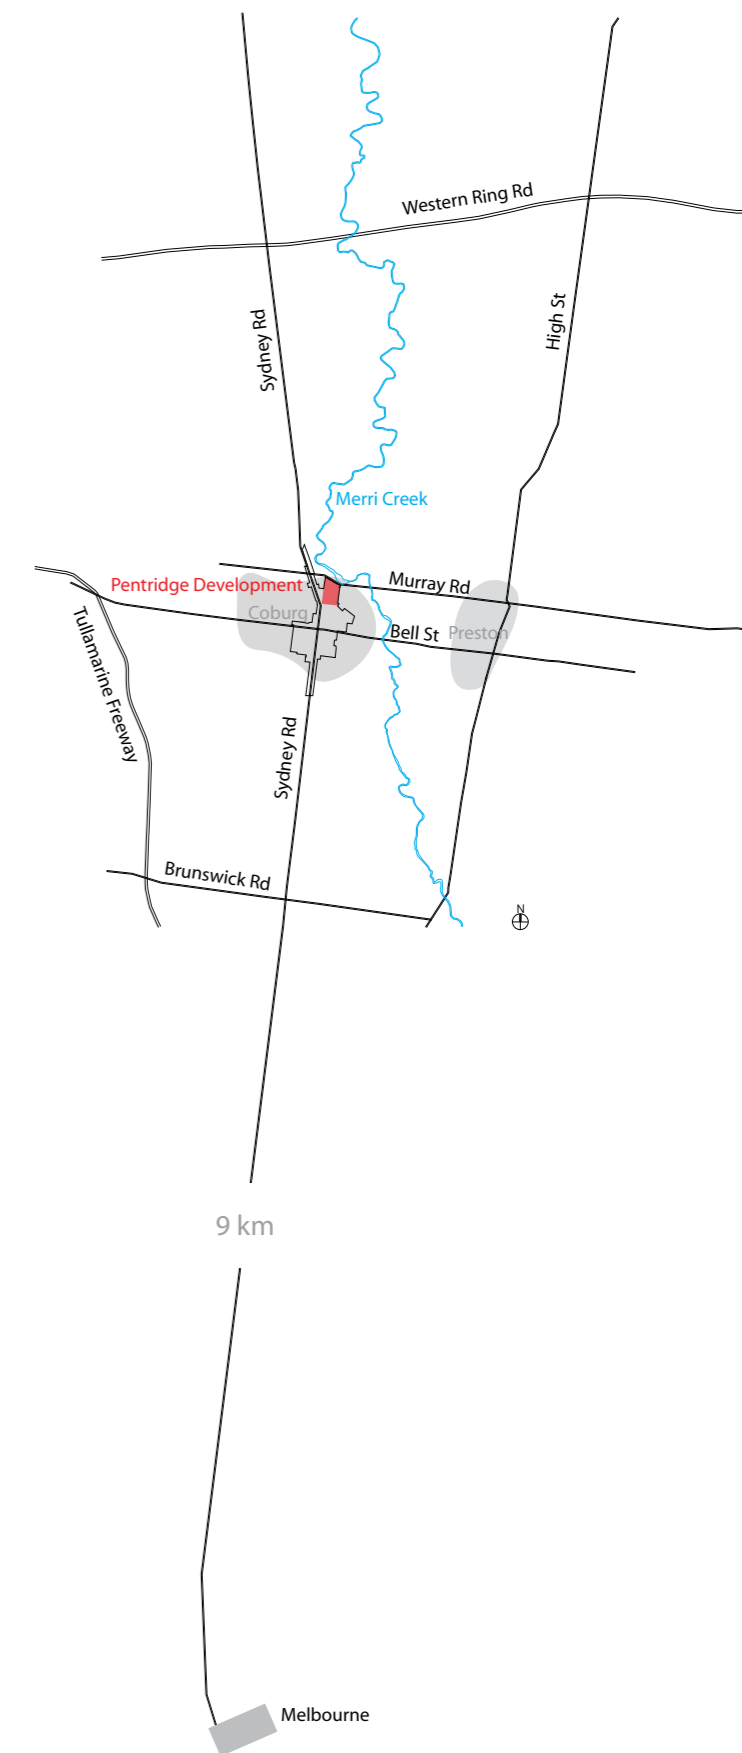 Western Ring Rd
Sydney Rd
High St
Merri Creek
Murray Rd
Pentridge Development
Coburg
Bell St
Preston
Tullamarine Freeway
Sydney Rd
Brunswick Rd
N
9 km
Melbourne